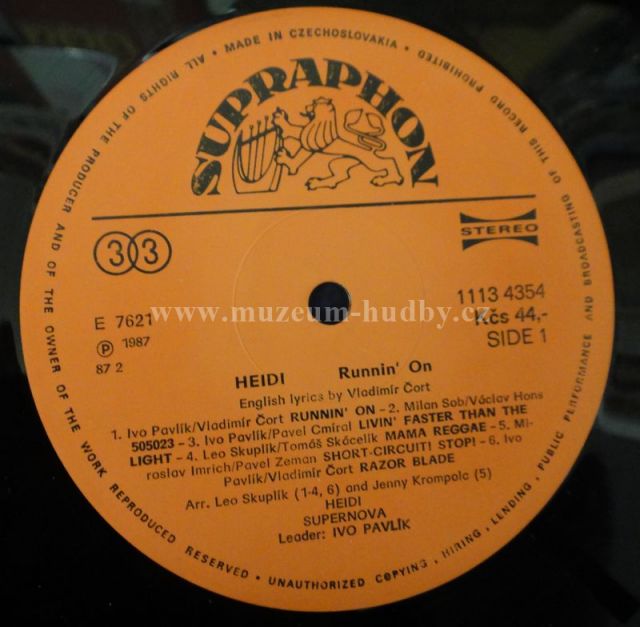 ALL RIGHTS OF THE PRODUCER AND OF THE OWNER OF THE WORK REPRODUCED RESERVED • UNAUTHORIZED COPYING, HIRING, LENDING, PUBLIC PERFORMANCE AND BROADCASTING OF THIS RECORD PROHIBITED • MADE IN CZECHOSLOVAKIA •
SUPRAPHON
33
STEREO
www.muzeum-hudby.cz
E 7621
1113 4354
Ⓟ 1987
Kčs 44,-
87 2
SIDE 1
HEIDI Runnin' On
English lyrics by Vladimír Čort
1. Ivo Pavlík/Vladimír Čort RUNNIN' ON – 2. Milan Sob/Václav Hons
505023 – 3. Ivo Pavlík/Pavel Cmíral LIVIN' FASTER THAN THE
LIGHT – 4. Leo Skuplík/Tomáš Skácelík MAMA REGGAE – 5. Mi-
roslav Imrich/Pavel Zeman SHORT-CIRCUIT! STOP! – 6. Ivo
Pavlík/Vladimír Čort RAZOR BLADE
Arr. Leo Skuplík (1-4, 6) and Jenny Krompolc (5)
HEIDI
SUPERNOVA
Leader: IVO PAVLÍK